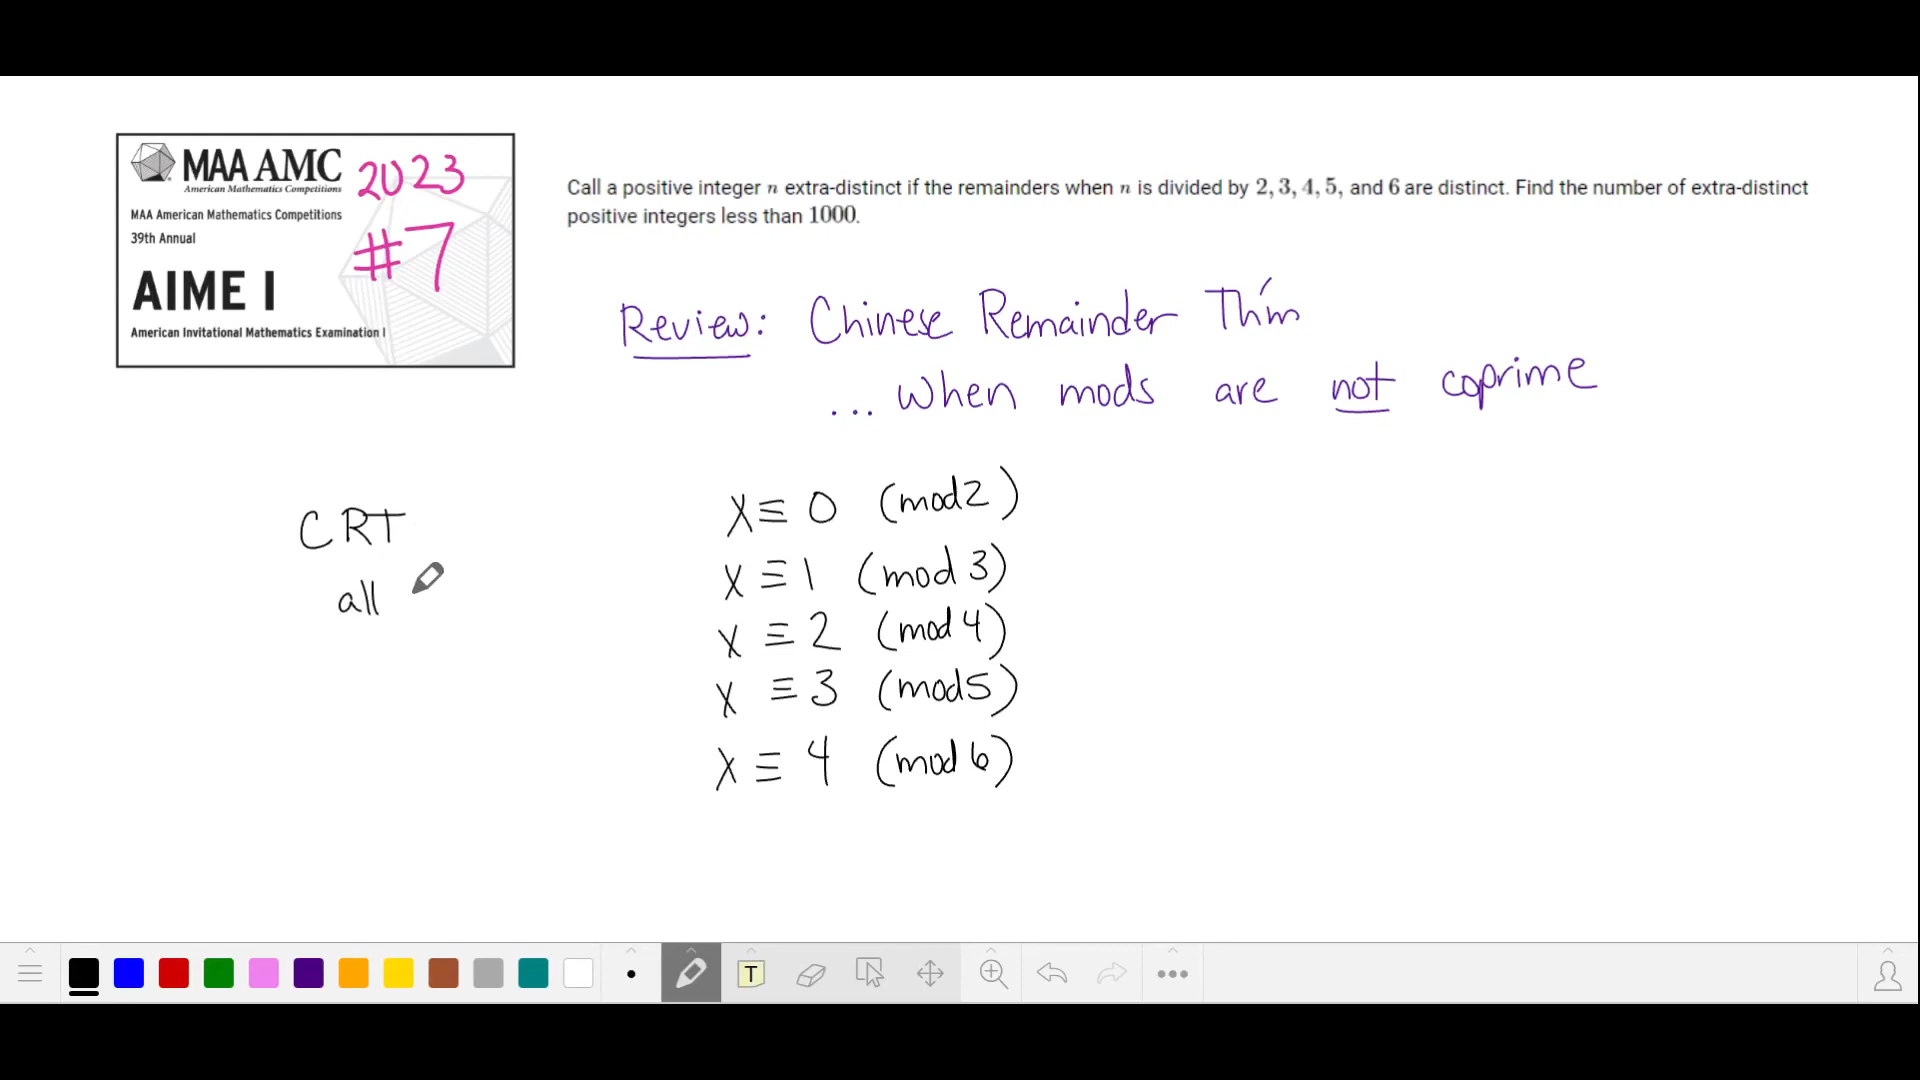 MAA AMC
American Mathematics Competitions
2023
MAA American Mathematics Competitions
39th Annual
#7
AIME I
American Invitational Mathematics Examination I
Call a positive integer n extra-distinct if the remainders when n is divided by 2, 3, 4, 5, and 6 are distinct. Find the number of extra-distinct
positive integers less than 1000.
Review: Chinese Remainder Th'm
... when mods are not coprime
CRT
all
x ≡ 0 (mod 2)
x ≡ 1 (mod 3)
x ≡ 2 (mod 4)
x ≡ 3 (mod 5)
x ≡ 4 (mod 6)
T